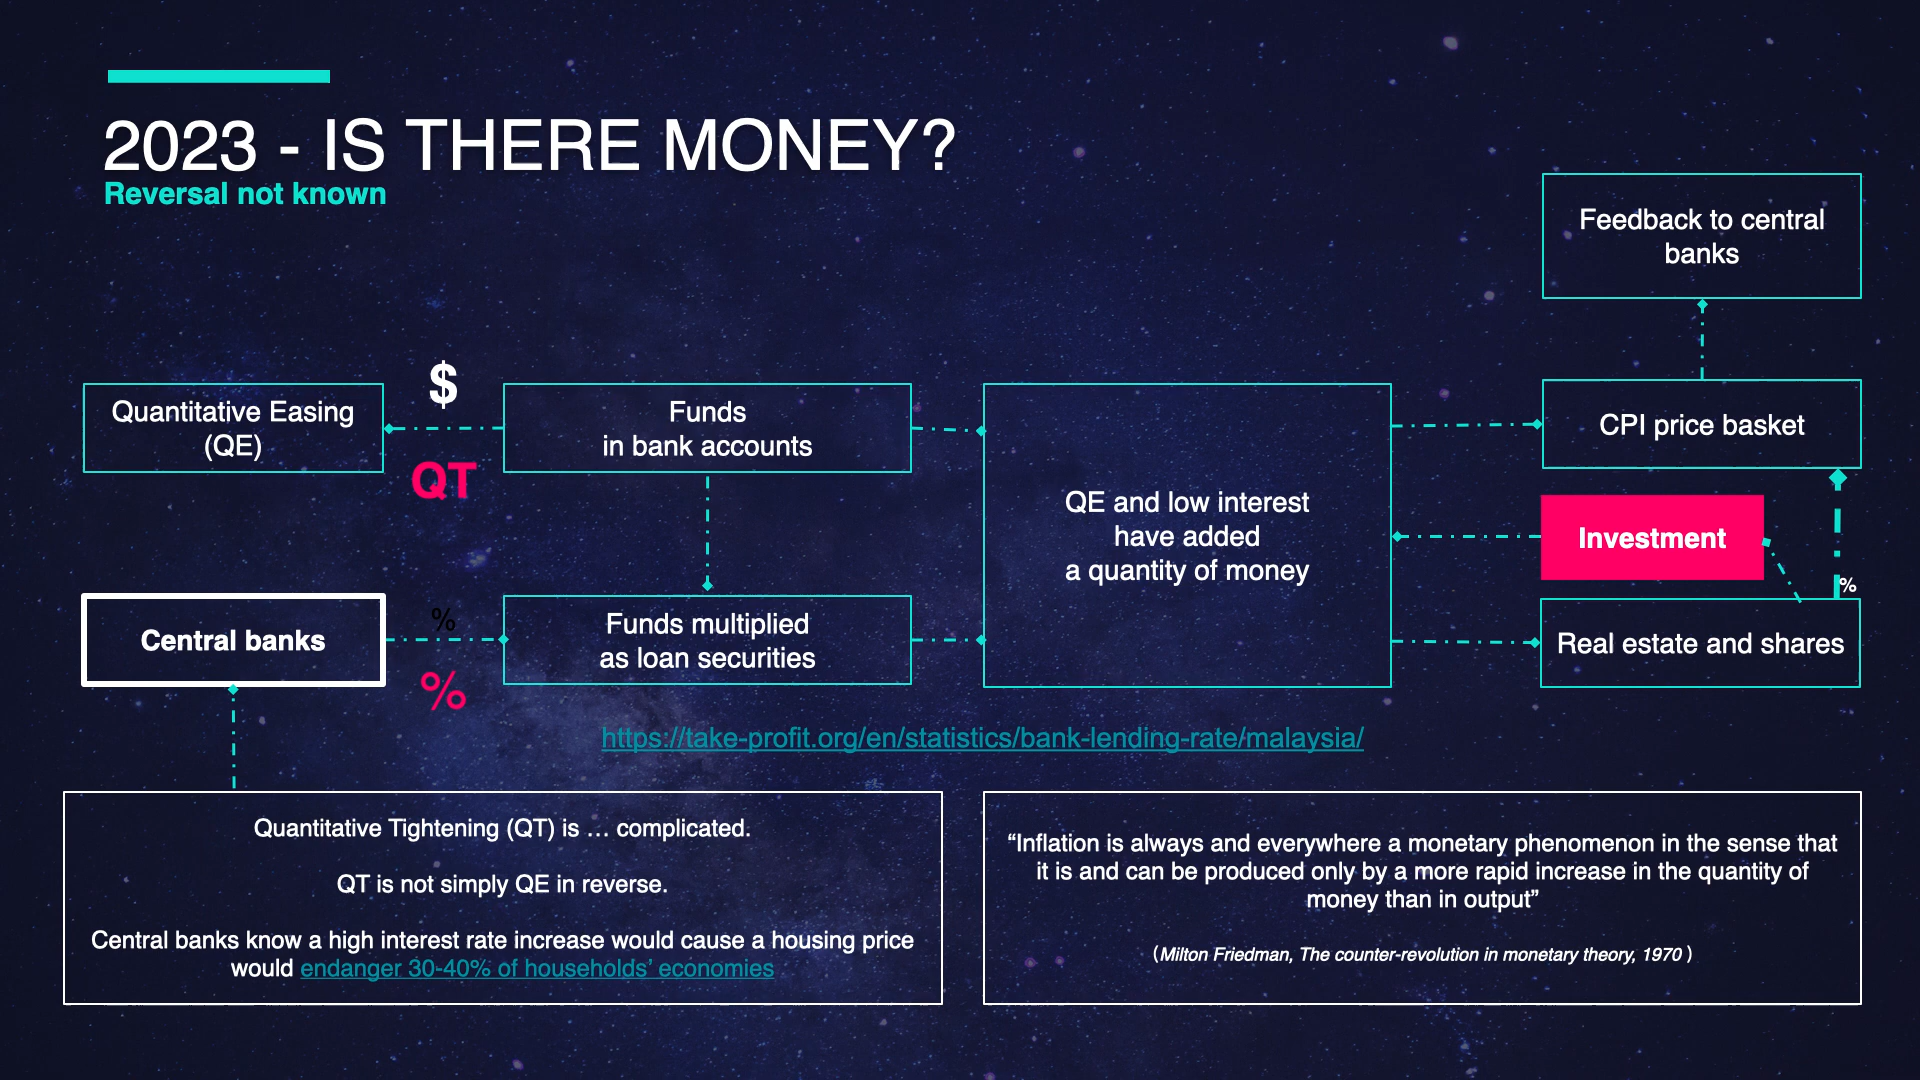 2023 - IS THERE MONEY?
Reversal not known
Feedback to central
banks
$
Quantitative Easing
(QE)
QT
Funds
in bank accounts
QE and low interest
have added
a quantity of money
CPI price basket
Investment
%
Real estate and shares
Central banks
%
%
Funds multiplied
as loan securities
https://take-profit.org/en/statistics/bank-lending-rate/malaysia/
Quantitative Tightening (QT) is … complicated.
QT is not simply QE in reverse.
Central banks know a high interest rate increase would cause a housing price
would endanger 30-40% of households’ economies
“Inflation is always and everywhere a monetary phenomenon in the sense that
it is and can be produced only by a more rapid increase in the quantity of
money than in output”
(Milton Friedman, The counter-revolution in monetary theory, 1970 )